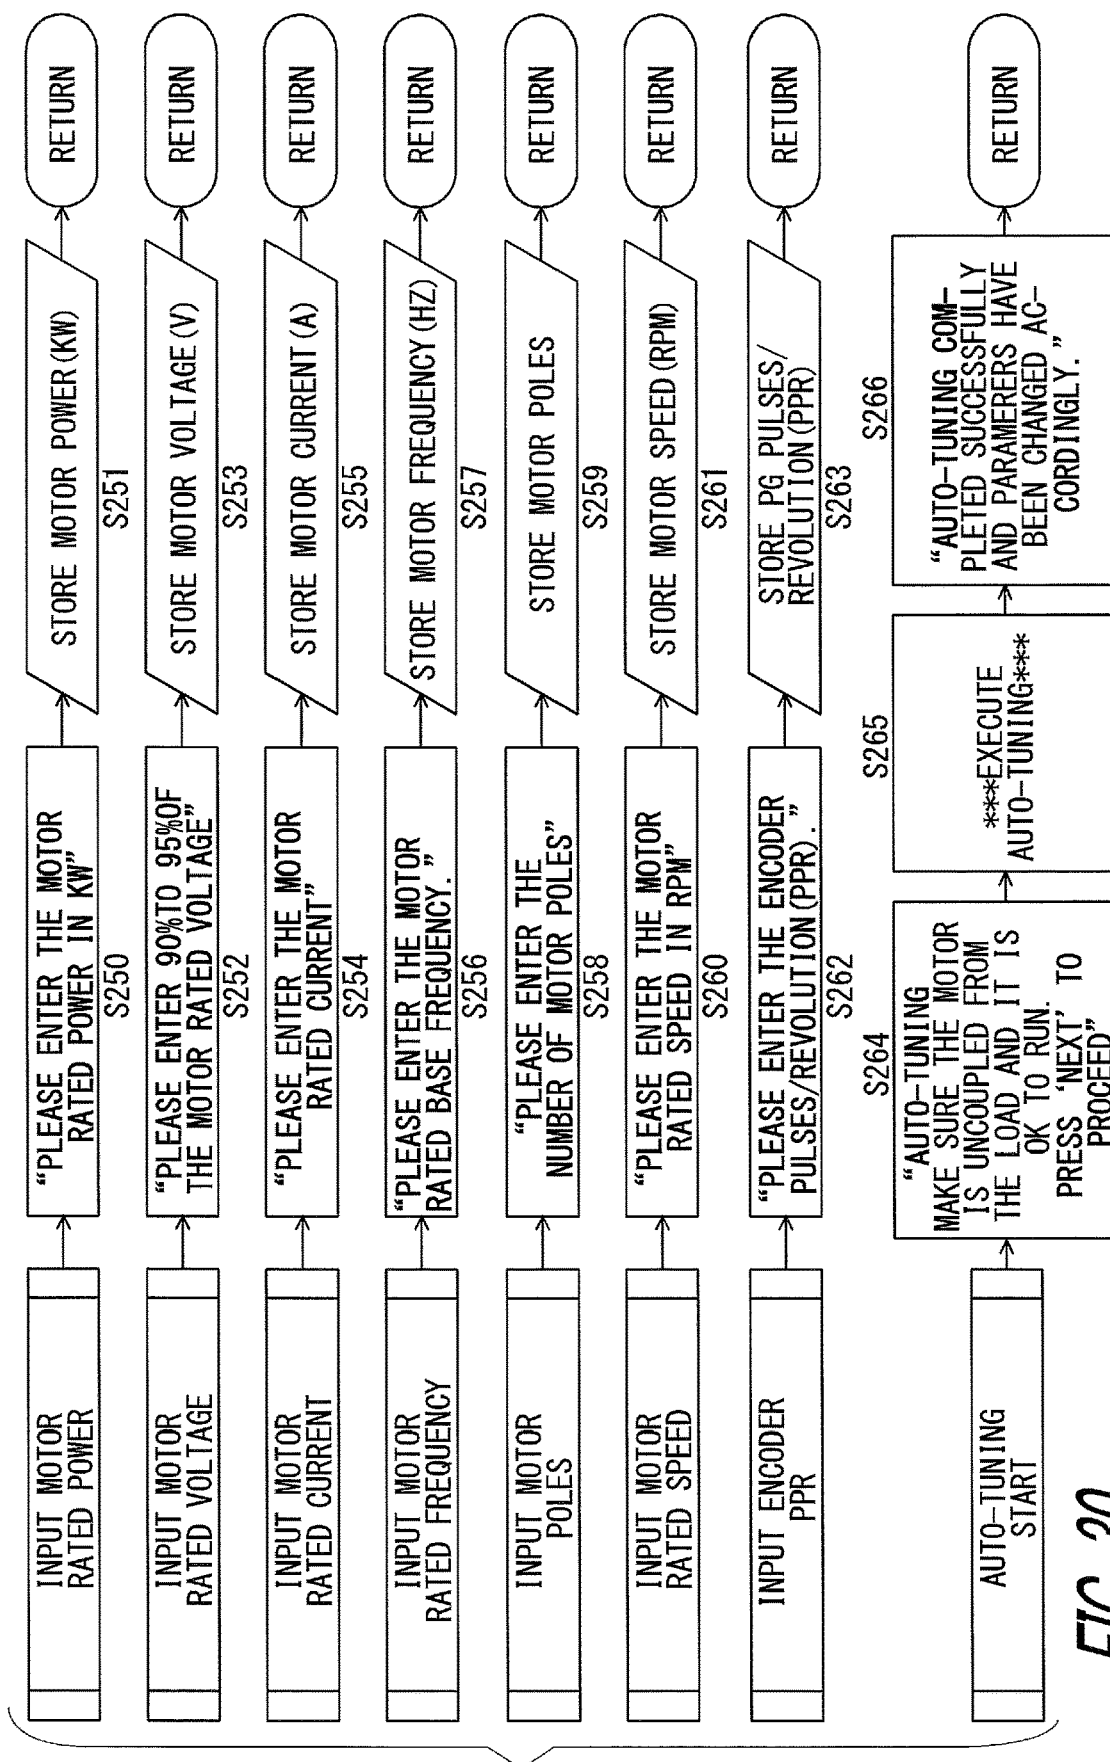 INPUT MOTOR
RATED POWER
“PLEASE ENTER THE MOTOR
RATED POWER IN KW”
S250
STORE MOTOR POWER(KW)
S251
RETURN
INPUT MOTOR
RATED VOLTAGE
“PLEASE ENTER 90%TO 95%OF
THE MOTOR RATED VOLTAGE”
S252
STORE MOTOR VOLTAGE(V)
S253
RETURN
INPUT MOTOR
RATED CURRENT
“PLEASE ENTER THE MOTOR
RATED CURRENT”
S254
STORE MOTOR CURRENT(A)
S255
RETURN
INPUT MOTOR
RATED FREQUENCY
“PLEASE ENTER THE MOTOR
RATED BASE FREQUENCY.”
S256
STORE MOTOR FREQUENCY(HZ)
S257
RETURN
INPUT MOTOR
POLES
“PLEASE ENTER THE
NUMBER OF MOTOR POLES”
S258
STORE MOTOR POLES
S259
RETURN
INPUT MOTOR
RATED SPEED
“PLEASE ENTER THE MOTOR
RATED SPEED IN RPM”
S260
STORE MOTOR SPEED(RPM)
S261
RETURN
INPUT ENCODER
PPR
“PLEASE ENTER THE ENCODER
PULSES/REVOLUTION(PPR).”
S262
STORE PG PULSES/
REVOLUTION(PPR)
S263
RETURN
AUTO-TUNING
START
S264
“AUTO-TUNING
MAKE SURE THE MOTOR
IS UNCOUPLED FROM
THE LOAD AND IT IS
OK TO RUN.
PRESS ‘NEXT’ TO
PROCEED”
S265
***EXECUTE
AUTO-TUNING***
S266
“AUTO-TUNING COM-
PLETED SUCCESSFULLY
AND PARAMERERS HAVE
BEEN CHANGED AC-
CORDINGLY.”
RETURN
FIG. 30